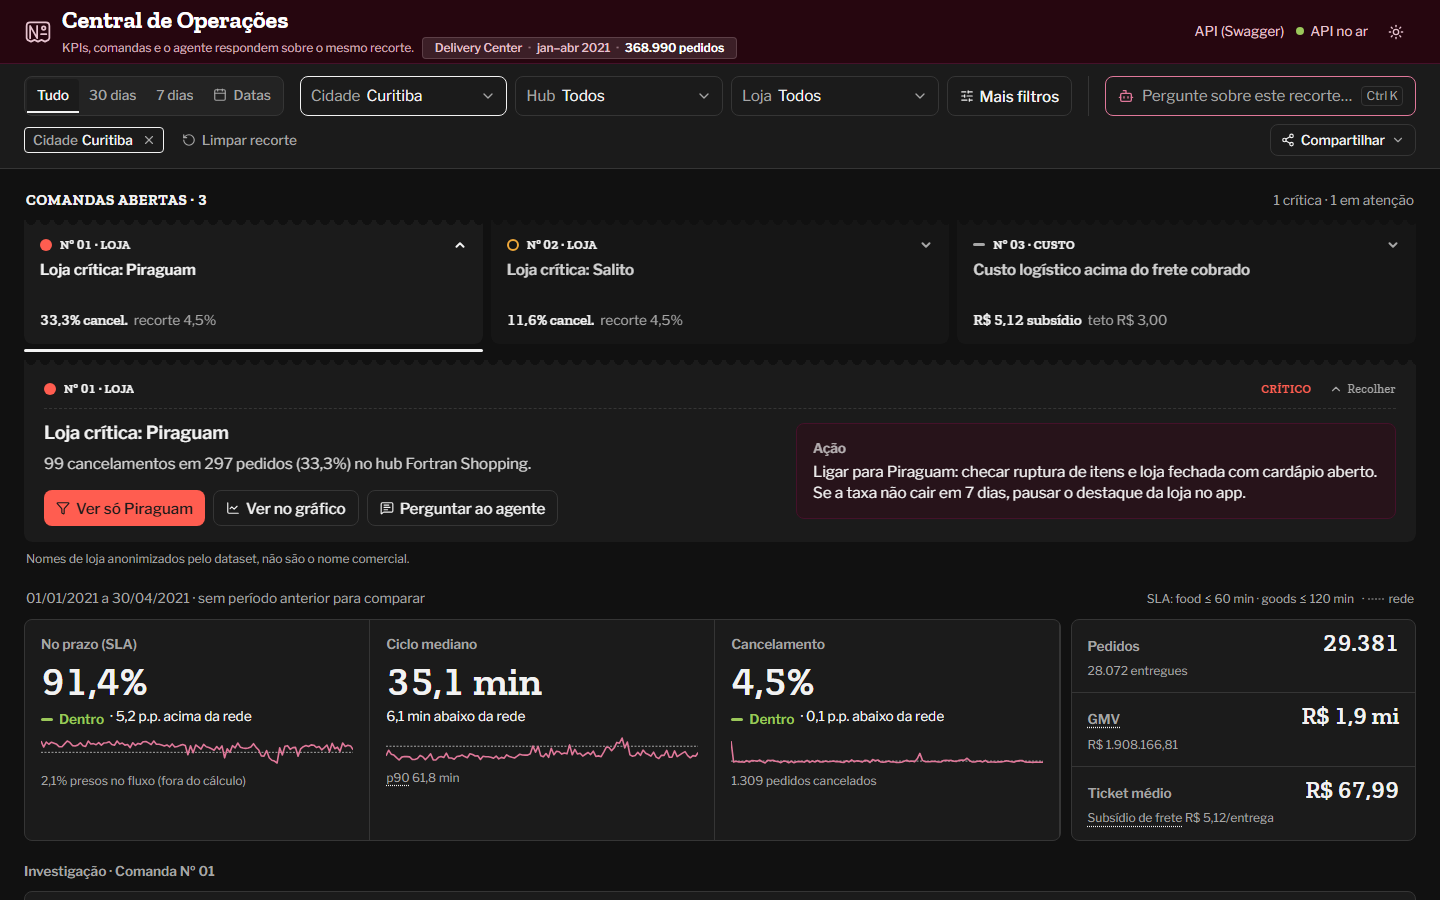 Nº
Central de Operações
KPIs, comandas e o agente respondem sobre o mesmo recorte.
Delivery Center · jan–abr 2021 · 368.990 pedidos
API (Swagger)
API no ar
Tudo
30 dias
7 dias
Datas
Cidade Curitiba
Hub Todos
Loja Todos
Mais filtros
Pergunte sobre este recorte...
Ctrl K
Cidade Curitiba
Limpar recorte
Compartilhar
COMANDAS ABERTAS · 3
1 crítica · 1 em atenção
Nº 01 · LOJA
Loja crítica: Piraguam
33,3% cancel. recorte 4,5%
Nº 02 · LOJA
Loja crítica: Salito
11,6% cancel. recorte 4,5%
Nº 03 · CUSTO
Custo logístico acima do frete cobrado
R$ 5,12 subsídio teto R$ 3,00
Nº 01 · LOJA
CRÍTICO
Recolher
Loja crítica: Piraguam
99 cancelamentos em 297 pedidos (33,3%) no hub Fortran Shopping.
Ver só Piraguam
Ver no gráfico
Perguntar ao agente
Ação
Ligar para Piraguam: checar ruptura de itens e loja fechada com cardápio aberto.
Se a taxa não cair em 7 dias, pausar o destaque da loja no app.
Nomes de loja anonimizados pelo dataset, não são o nome comercial.
01/01/2021 a 30/04/2021 · sem período anterior para comparar
SLA: food ≤ 60 min · goods ≤ 120 min · ····· rede
No prazo (SLA)
91,4%
Dentro · 5,2 p.p. acima da rede
2,1% presos no fluxo (fora do cálculo)
Ciclo mediano
35,1 min
6,1 min abaixo da rede
p90 61,8 min
Cancelamento
4,5%
Dentro · 0,1 p.p. abaixo da rede
1.309 pedidos cancelados
Pedidos
29.381
28.072 entregues
GMV
R$ 1,9 mi
R$ 1.908.166,81
Ticket médio
R$ 67,99
Subsídio de frete R$ 5,12/entrega
Investigação · Comanda Nº 01